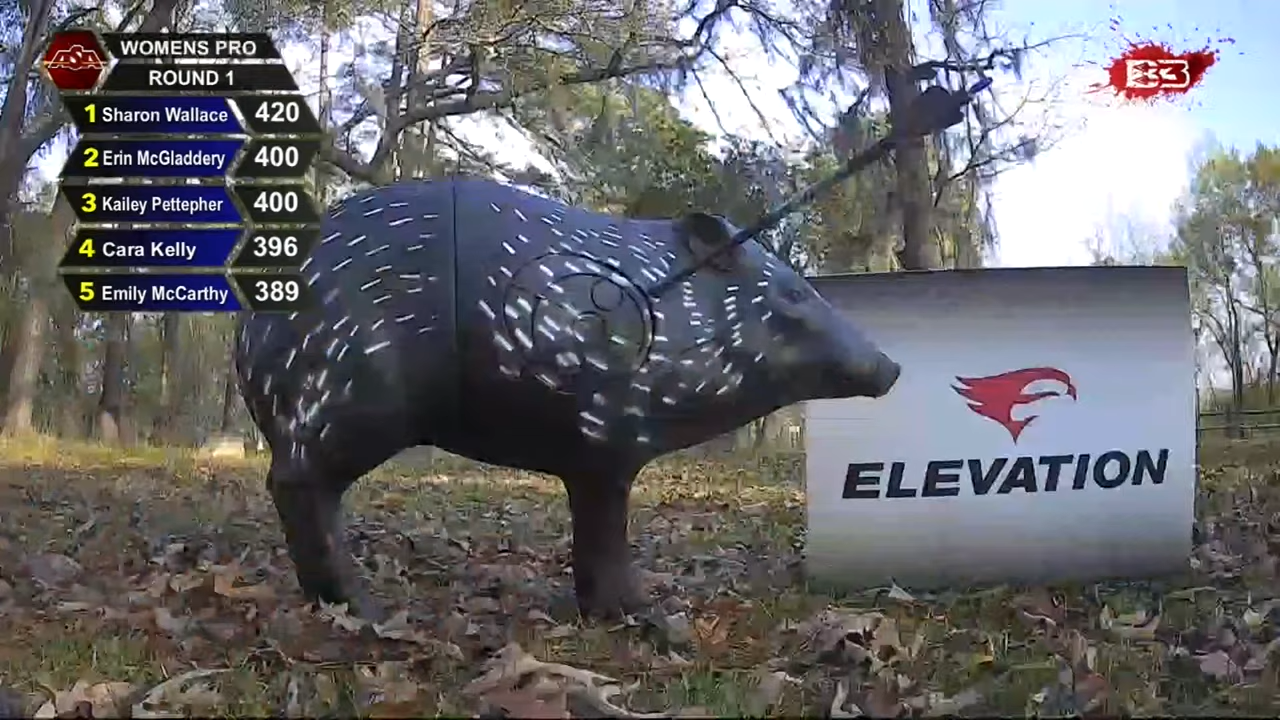 ASA
WOMENS PRO
ROUND 1
1 Sharon Wallace 420
2 Erin McGladdery 400
3 Kailey Pettepher 400
4 Cara Kelly 396
5 Emily McCarthy 389
B3
ELEVATION